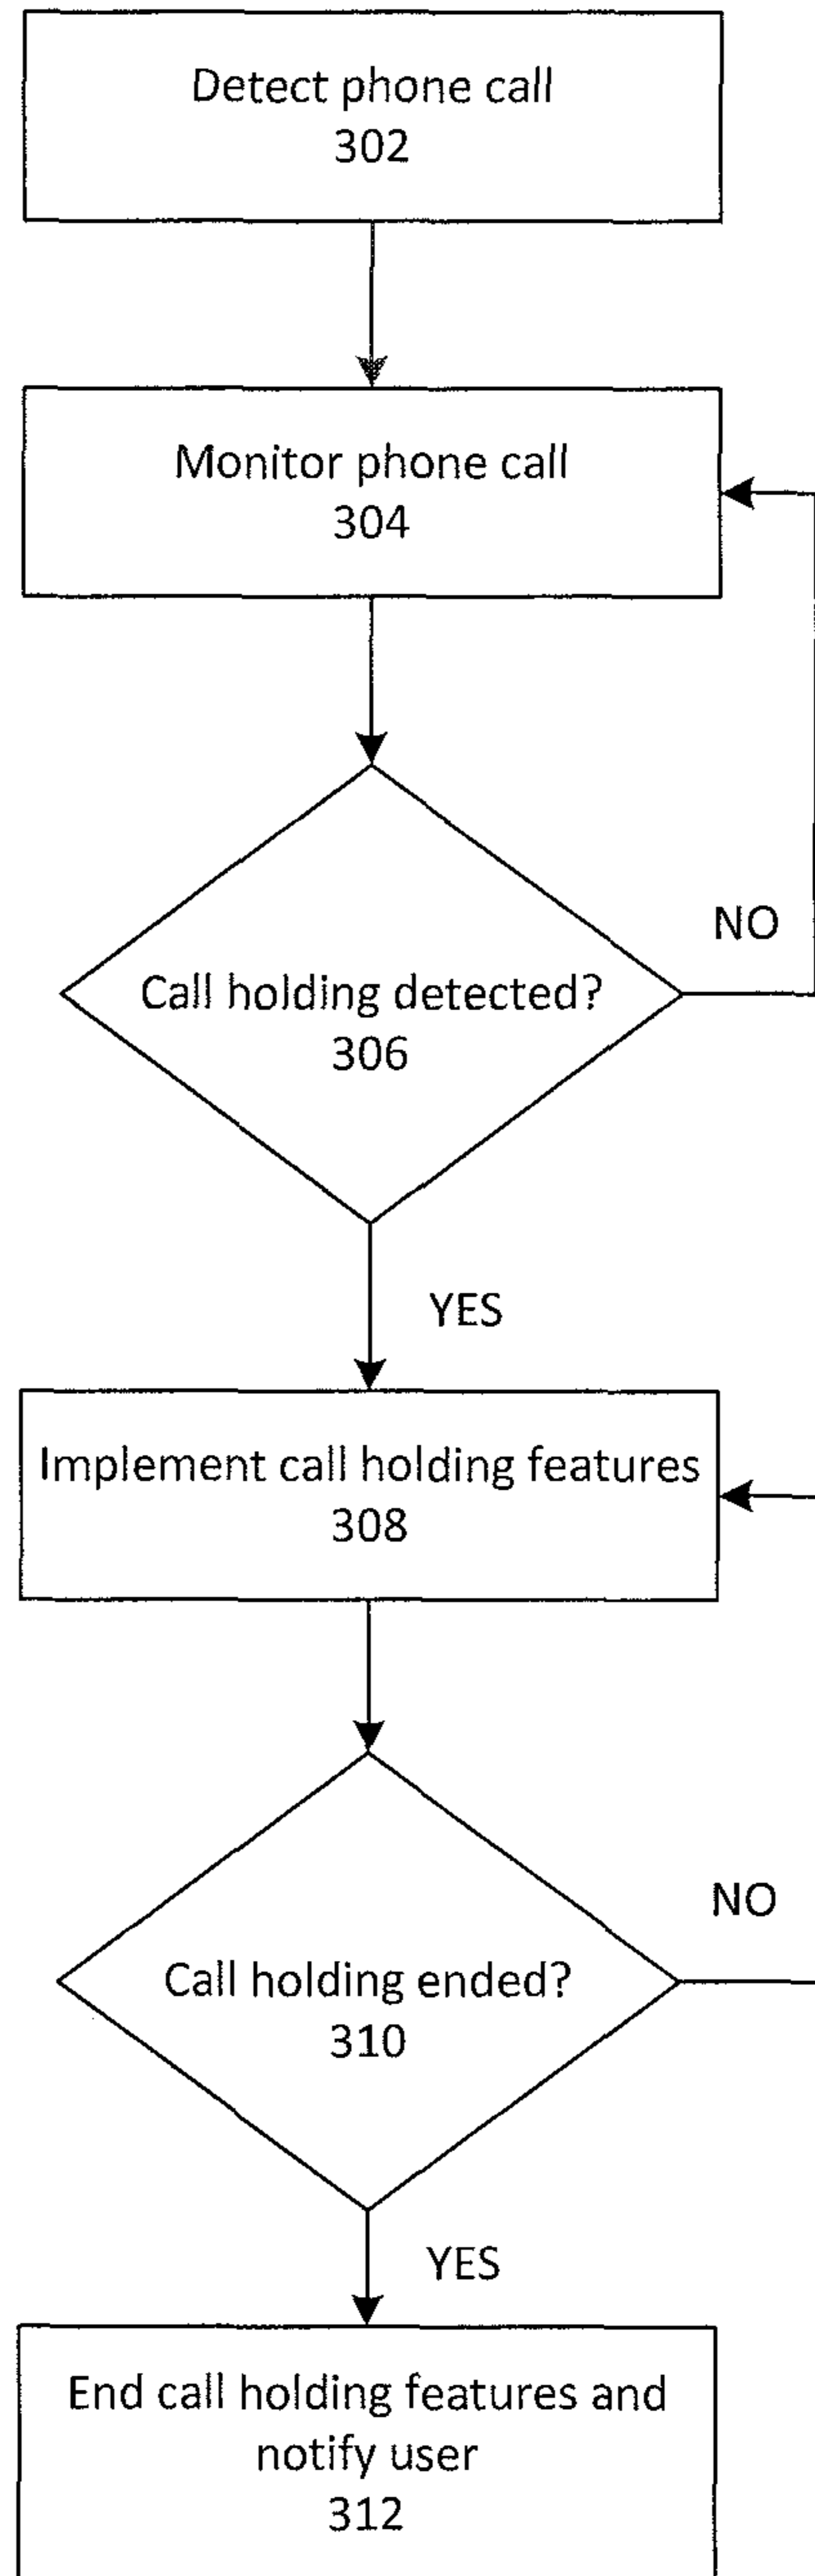 Detect phone call
302
Monitor phone call
304
NO
Call holding detected?
306
YES
Implement call holding features
308
NO
Call holding ended?
310
YES
End call holding features and
notify user
312